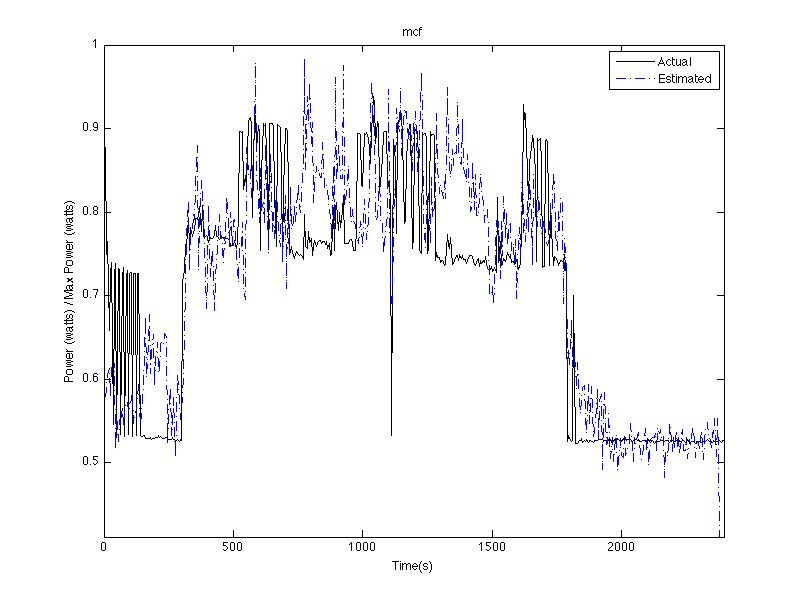 mcf
Actual
Estimated
1
0.9
0.8
0.7
0.6
0.5
Power (watts) / Max Power (watts)
0
500
1000
1500
2000
Time(s)